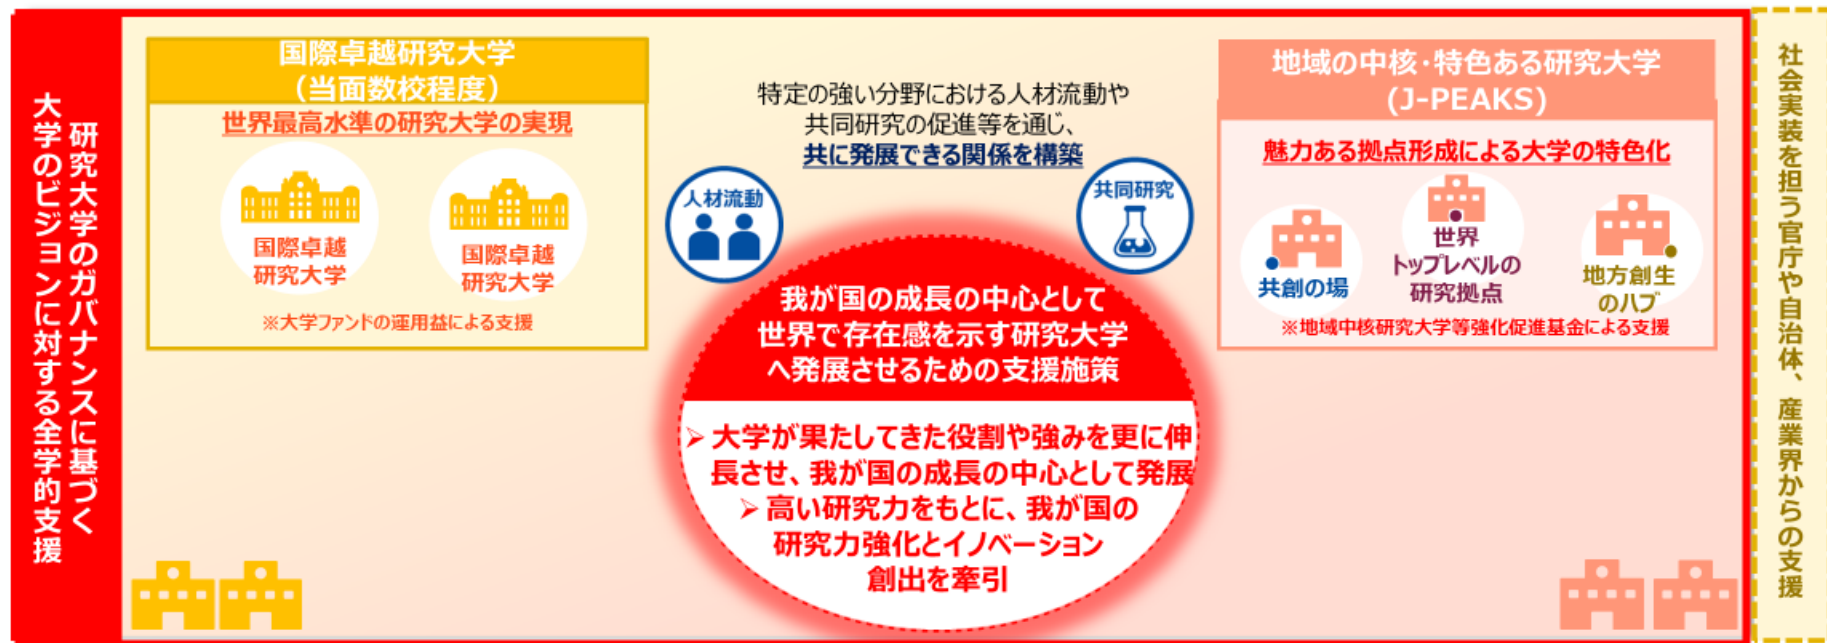 研究大学のガバナンスに基づく
大学のビジョンに対する全学的支援
国際卓越研究大学
（当面数校程度）
世界最高水準の研究大学の実現
国際卓越
研究大学
国際卓越
研究大学
※大学ファンドの運用益による支援
特定の強い分野における人材流動や
共同研究の促進等を通じ、
共に発展できる関係を構築
人材流動
共同研究
我が国の成長の中心として
世界で存在感を示す研究大学
へ発展させるための支援施策
➢ 大学が果たしてきた役割や強みを更に伸
長させ、我が国の成長の中心として発展
➢ 高い研究力をもとに、我が国の
研究力強化とイノベーション
創出を牽引
地域の中核・特色ある研究大学
(J-PEAKS)
魅力ある拠点形成による大学の特色化
共創の場
世界
トップレベルの
研究拠点
地方創生
のハブ
※地域中核研究大学等強化促進基金による支援
社会実装を担う官庁や自治体、産業界からの支援